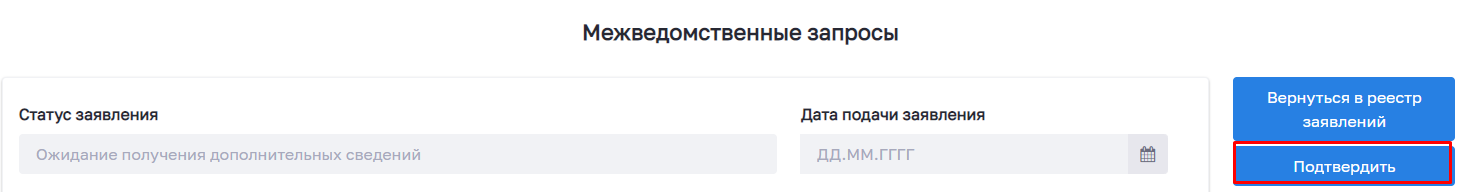 Межведомственные запросы
Статус заявления
Ожидание получения дополнительных сведений
Дата подачи заявления
ДД.ММ.ГГГГ
Вернуться в реестр
заявлений
Подтвердить